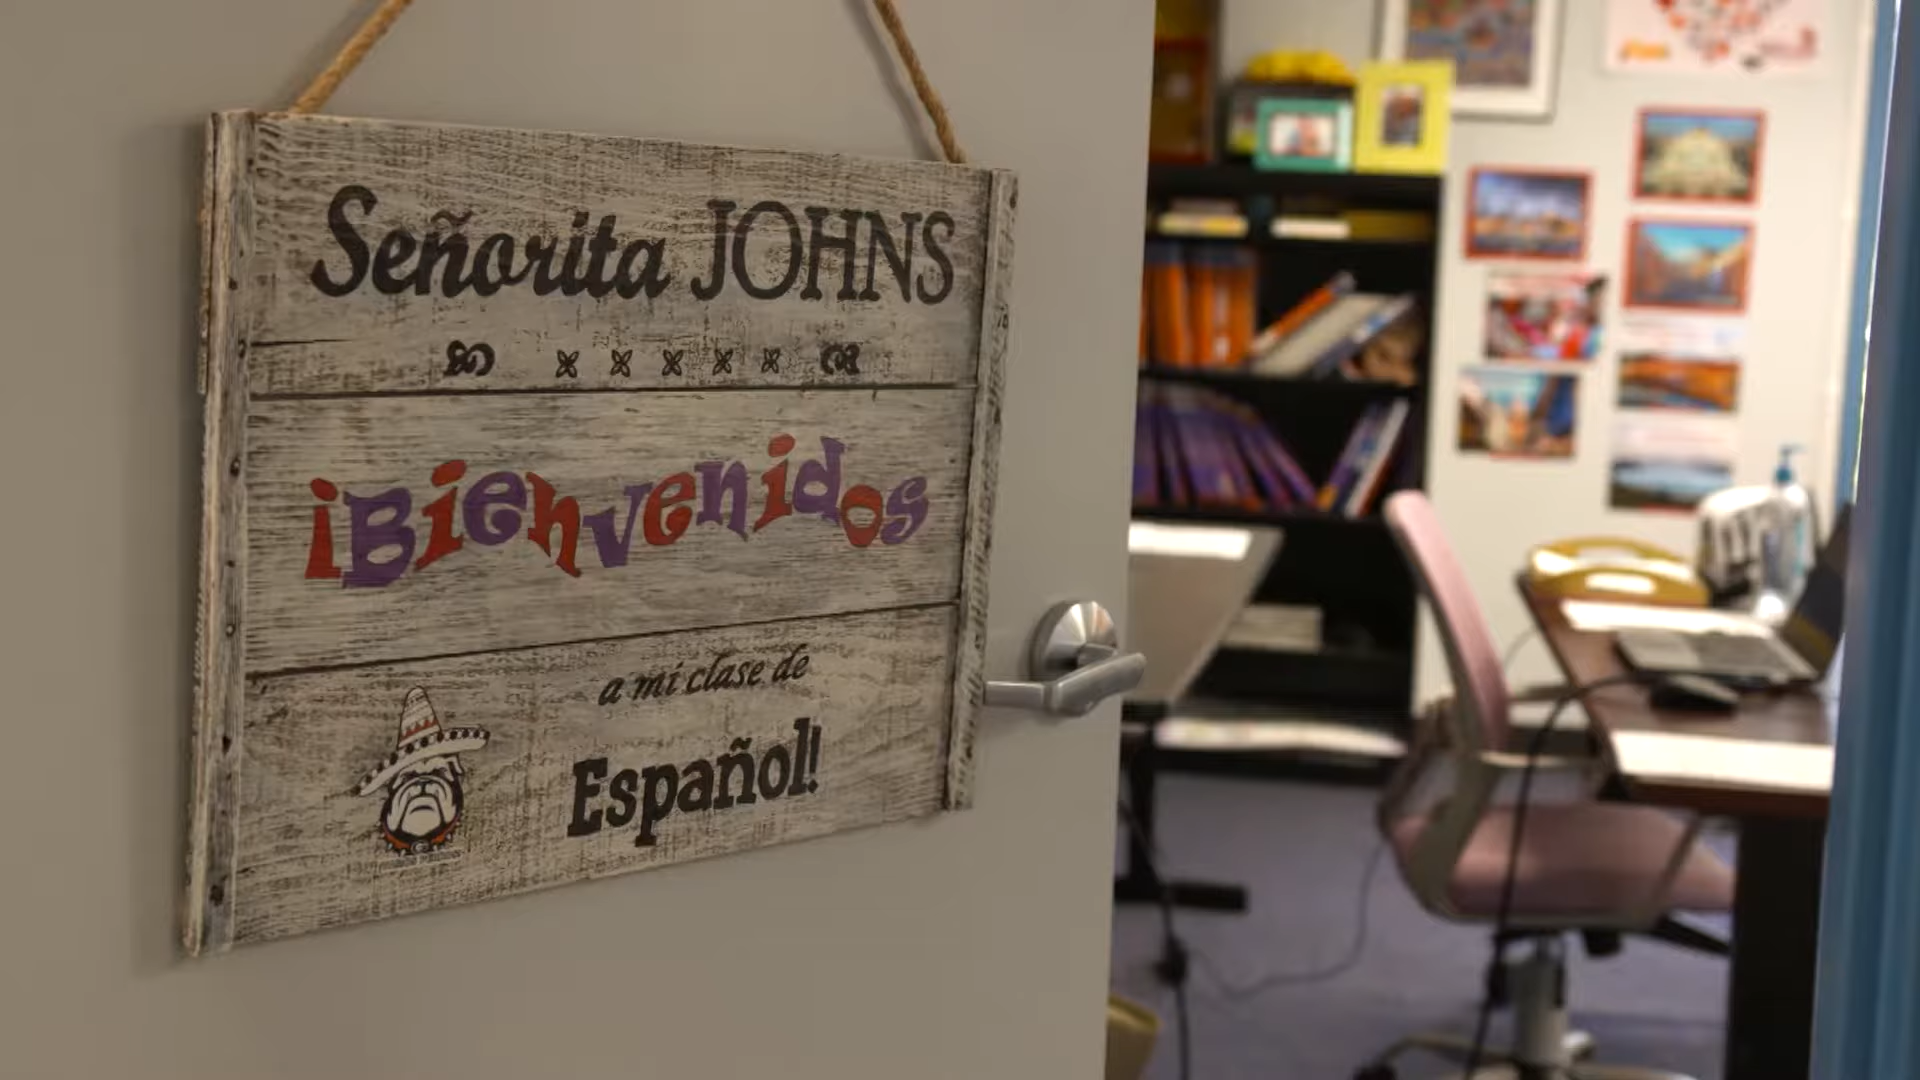 Señorita JOHNS
¡Bienvenidos
a mi clase de
Español!